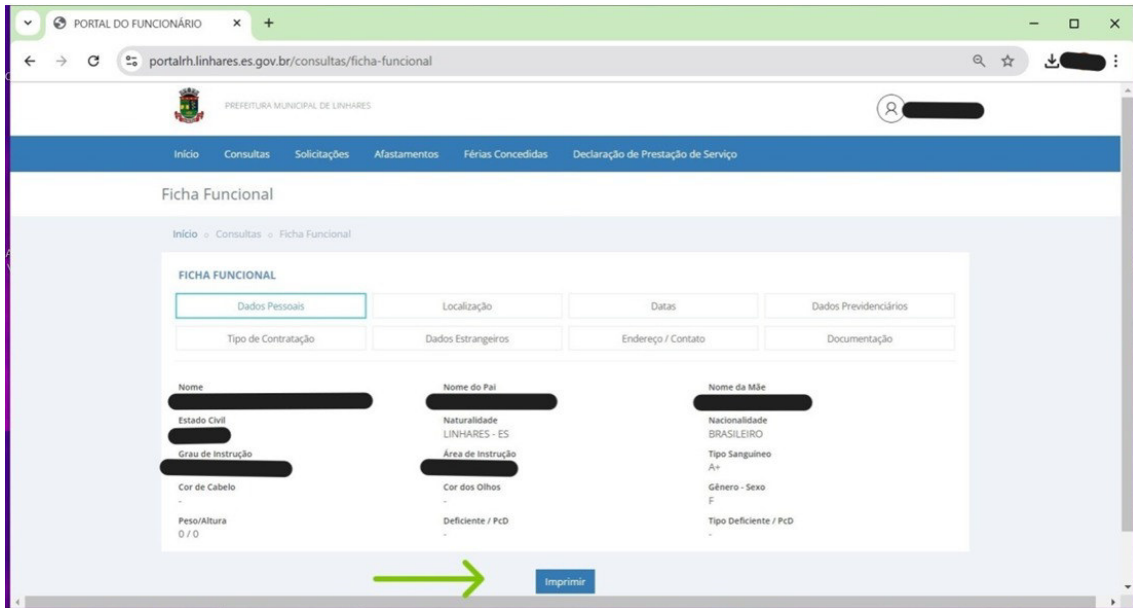 PORTAL DO FUNCIONÁRIO
portalrh.linhares.es.gov.br/consultas/ficha-funcional
PREFEITURA MUNICIPAL DE LINHARES
Início Consultas Solicitações Afastamentos Férias Concedidas Declaração de Prestação de Serviço
Ficha Funcional
Início Consultas Ficha Funcional
FICHA FUNCIONAL
Dados Pessoais Localização Datas Dados Previdenciários
Tipo de Contratação Dados Estrangeiros Endereço / Contato Documentação
Nome Nome do Pai Nome da Mãe
Estado Civil Naturalidade Nacionalidade
LINHARES - ES BRASILEIRO
Grau de Instrução Área de Instrução Tipo Sanguineo
A+
Cor de Cabelo Cor dos Olhos Gênero - Sexo
- - F
Peso/Altura Deficiente / PcD Tipo Deficiente / PcD
0 / 0 - -
Imprimir